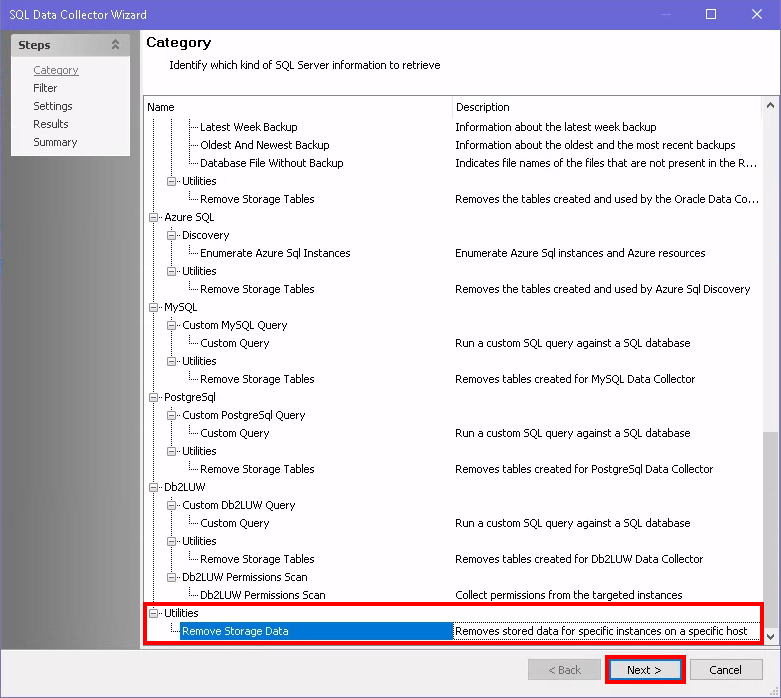 SQL Data Collector Wizard
Steps
Category
Filter
Settings
Results
Summary
Category
Identify which kind of SQL Server information to retrieve
Name Description
Latest Week Backup Information about the latest week backup
Oldest And Newest Backup Information about the oldest and the most recent backups
Database File Without Backup Indicates file names of the files that are not present in the R...
Utilities
Remove Storage Tables Removes the tables created and used by the Oracle Data Co...
Azure SQL
Discovery
Enumerate Azure Sql Instances Enumerate Azure Sql instances and Azure resources
Utilities
Remove Storage Tables Removes the tables created and used by Azure Sql Discovery
MySQL
Custom MySQL Query
Custom Query Run a custom SQL query against a SQL database
Utilities
Remove Storage Tables Removes tables created for MySQL Data Collector
PostgreSql
Custom PostgreSql Query
Custom Query Run a custom SQL query against a SQL database
Utilities
Remove Storage Tables Removes tables created for PostgreSql Data Collector
Db2LUW
Custom Db2LUW Query
Custom Query Run a custom SQL query against a SQL database
Utilities
Remove Storage Tables Removes tables created for Db2LUW Data Collector
Db2LUW Permissions Scan
Db2LUW Permissions Scan Collect permissions from the targeted instances
Utilities
Remove Storage Data Removes stored data for specific instances on a specific host
< Back Next > Cancel